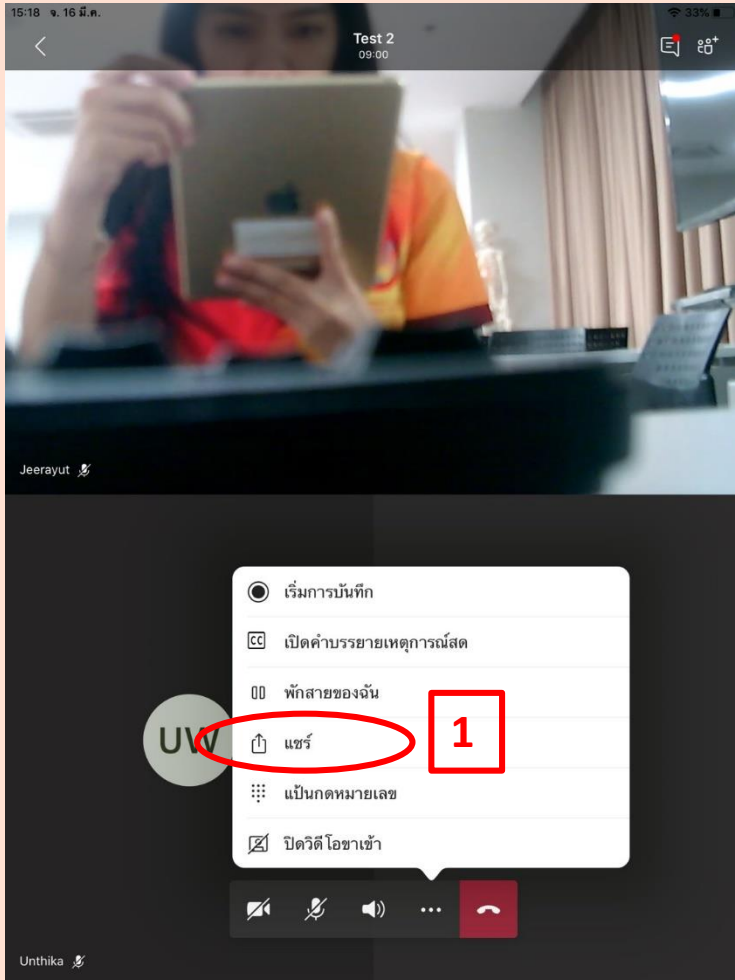 15:18 จ. 16 มี.ค.
33%
Test 2
09:00
Jeerayut
เริ่มการบันทึก
CC เปิดคำบรรยายเหตุการณ์สด
พักสายของฉัน
UW
แชร์
1
แป้นกดหมายเลข
ปิดวิดีโอขาเข้า
Unthika